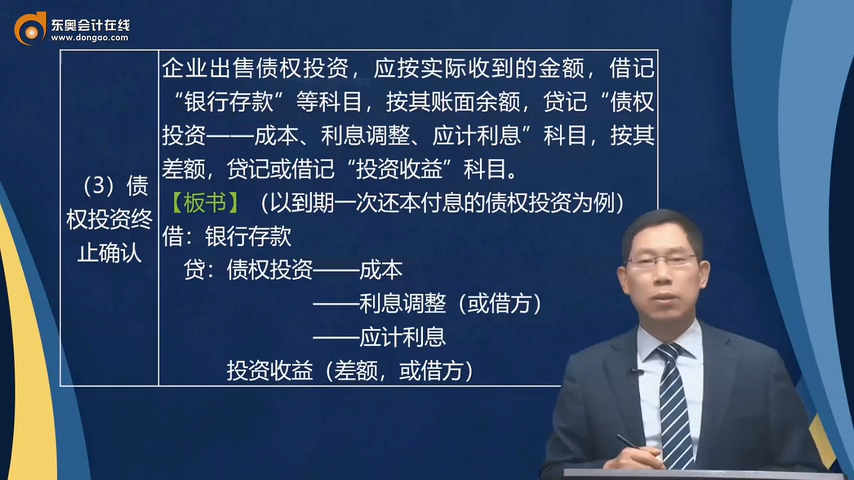 东奥会计在线
www.dongao.com
企业出售债权投资，应按实际收到的金额，借记
“银行存款”等科目，按其账面余额，贷记“债权
投资——成本、利息调整、应计利息”科目，按其
差额，贷记或借记“投资收益”科目。
（3）债
权投资终
止确认
【板书】（以到期一次还本付息的债权投资为例）
借：银行存款
贷：债权投资——成本
——利息调整（或借方）
——应计利息
投资收益（差额，或借方）